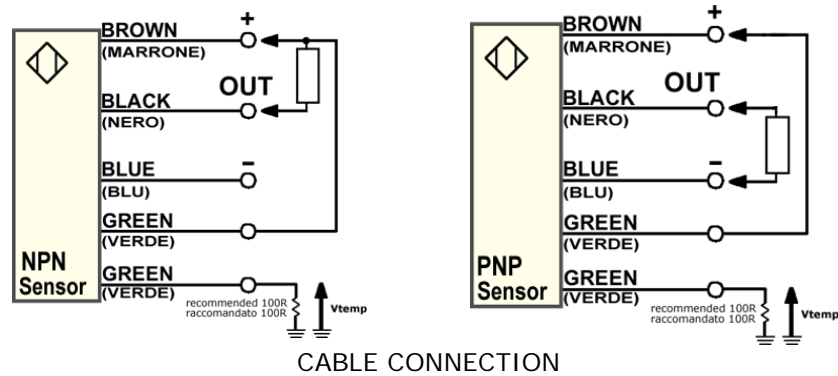 BROWN
(MARRONE)
+
OUT
BLACK
(NERO)
BLUE
(BLU)
-
GREEN
(VERDE)
GREEN
(VERDE)
NPN
Sensor
recommended 100R
raccomandato 100R
Vtemp
BROWN
(MARRONE)
+
OUT
BLACK
(NERO)
BLUE
(BLU)
-
GREEN
(VERDE)
GREEN
(VERDE)
PNP
Sensor
recommended 100R
raccomandato 100R
Vtemp
CABLE CONNECTION